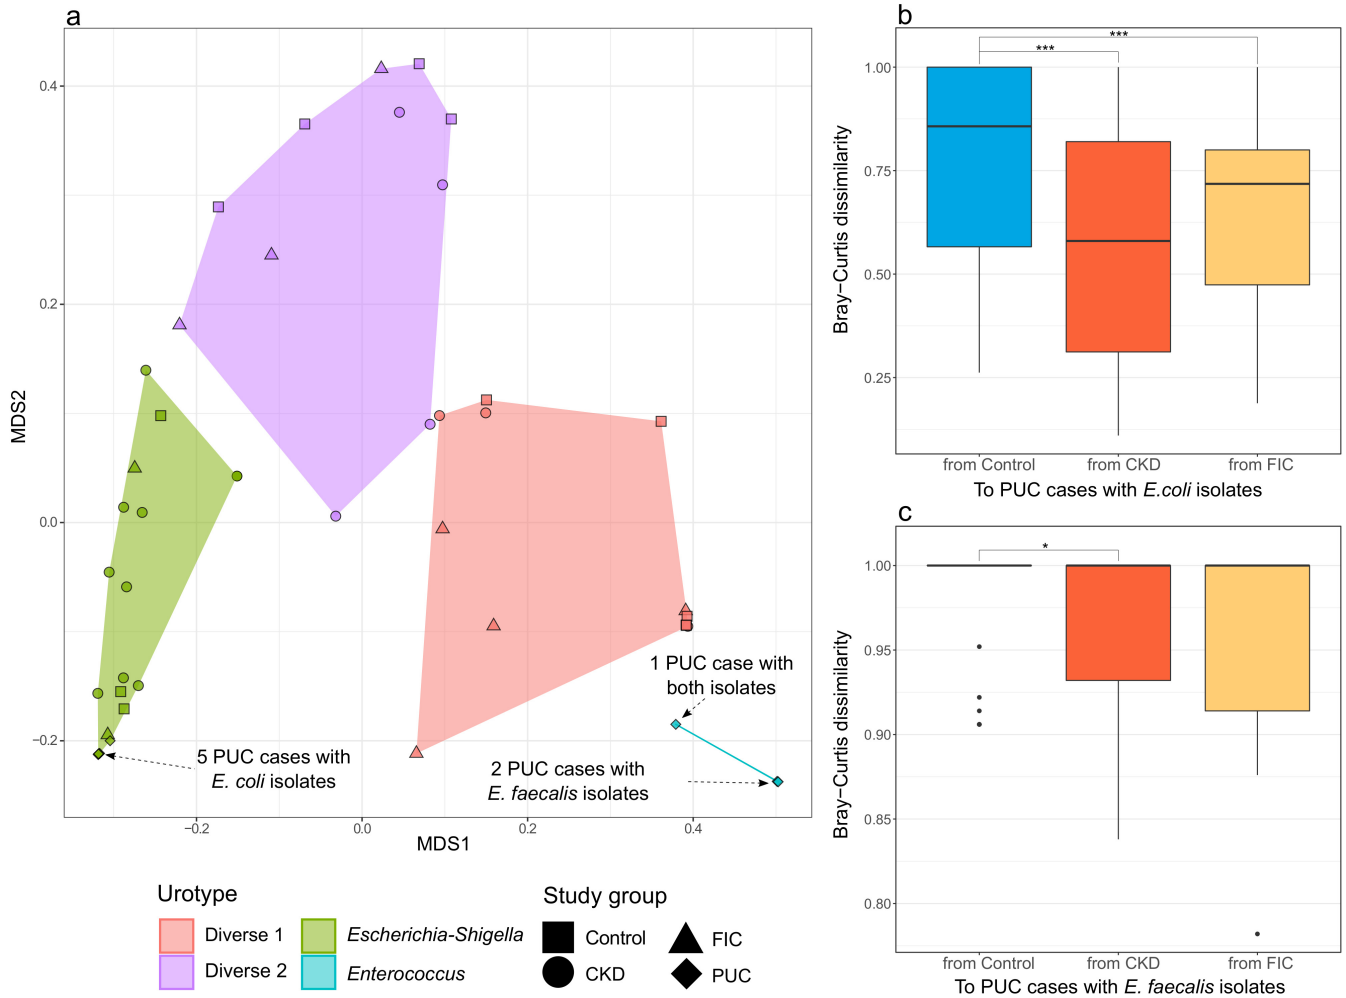 a
0.4
0.2
0.0
−0.2
MDS2
−0.2
0.0
0.2
0.4
MDS1
5 PUC cases with
E. coli isolates
1 PUC case with
both isolates
2 PUC cases with
E. faecalis isolates
Urotype
Diverse 1
Diverse 2
Escherichia-Shigella
Enterococcus
Study group
Control
CKD
FIC
PUC
b
***
***
1.00
0.75
0.50
0.25
Bray−Curtis dissimilarity
from Control
from CKD
from FIC
To PUC cases with E.coli isolates
c
*
1.00
0.95
0.90
0.85
0.80
Bray−Curtis dissimilarity
from Control
from CKD
from FIC
To PUC cases with E. faecalis isolates